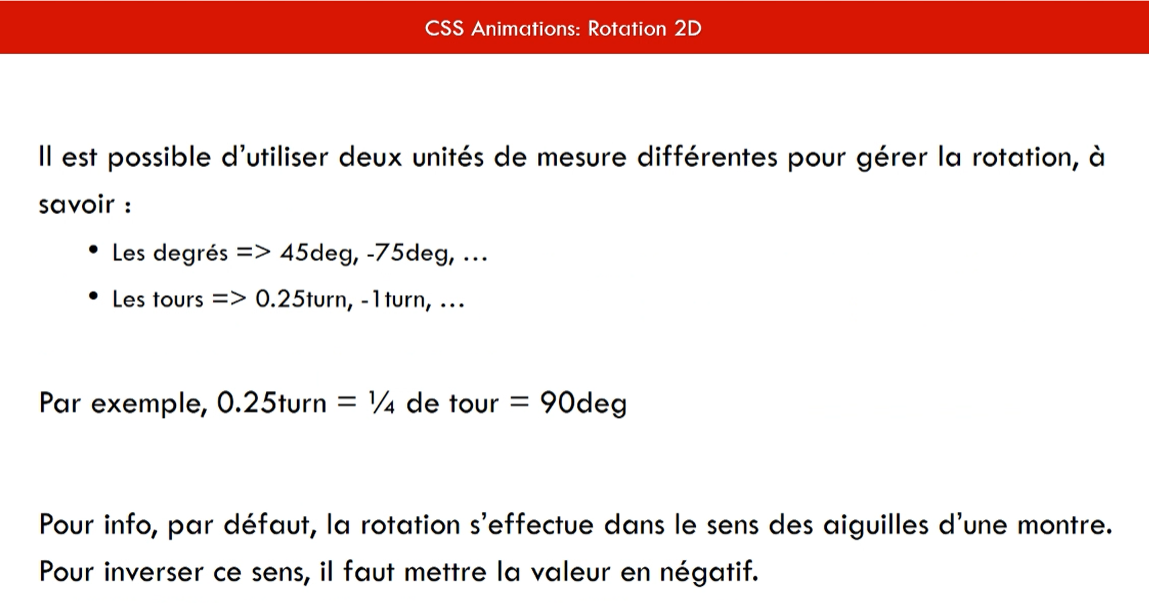 CSS Animations: Rotation 2D
Il est possible d’utiliser deux unités de mesure différentes pour gérer la rotation, à
savoir :
• Les degrés => 45deg, -75deg, …
• Les tours => 0.25turn, -1turn, …
Par exemple, 0.25turn = ¼ de tour = 90deg
Pour info, par défaut, la rotation s’effectue dans le sens des aiguilles d’une montre.
Pour inverser ce sens, il faut mettre la valeur en négatif.